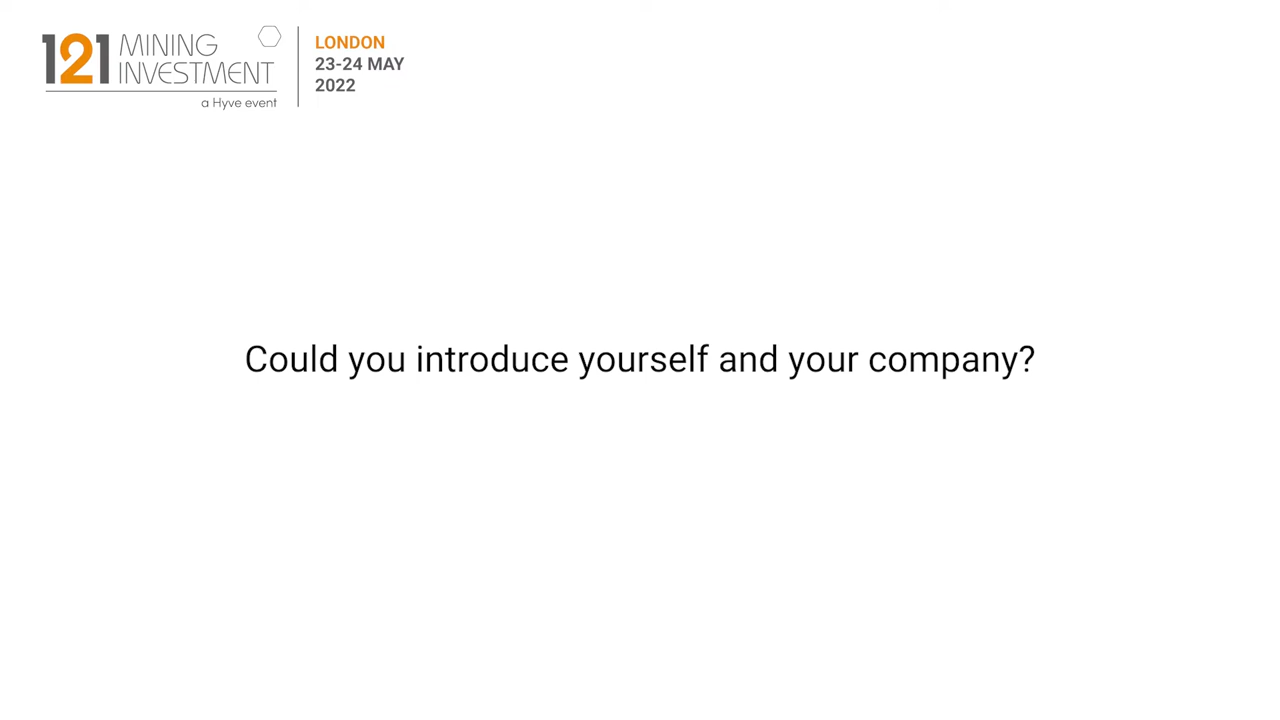 121 MINING
INVESTMENT
a Hyve event
LONDON
23-24 MAY
2022
Could you introduce yourself and your company?